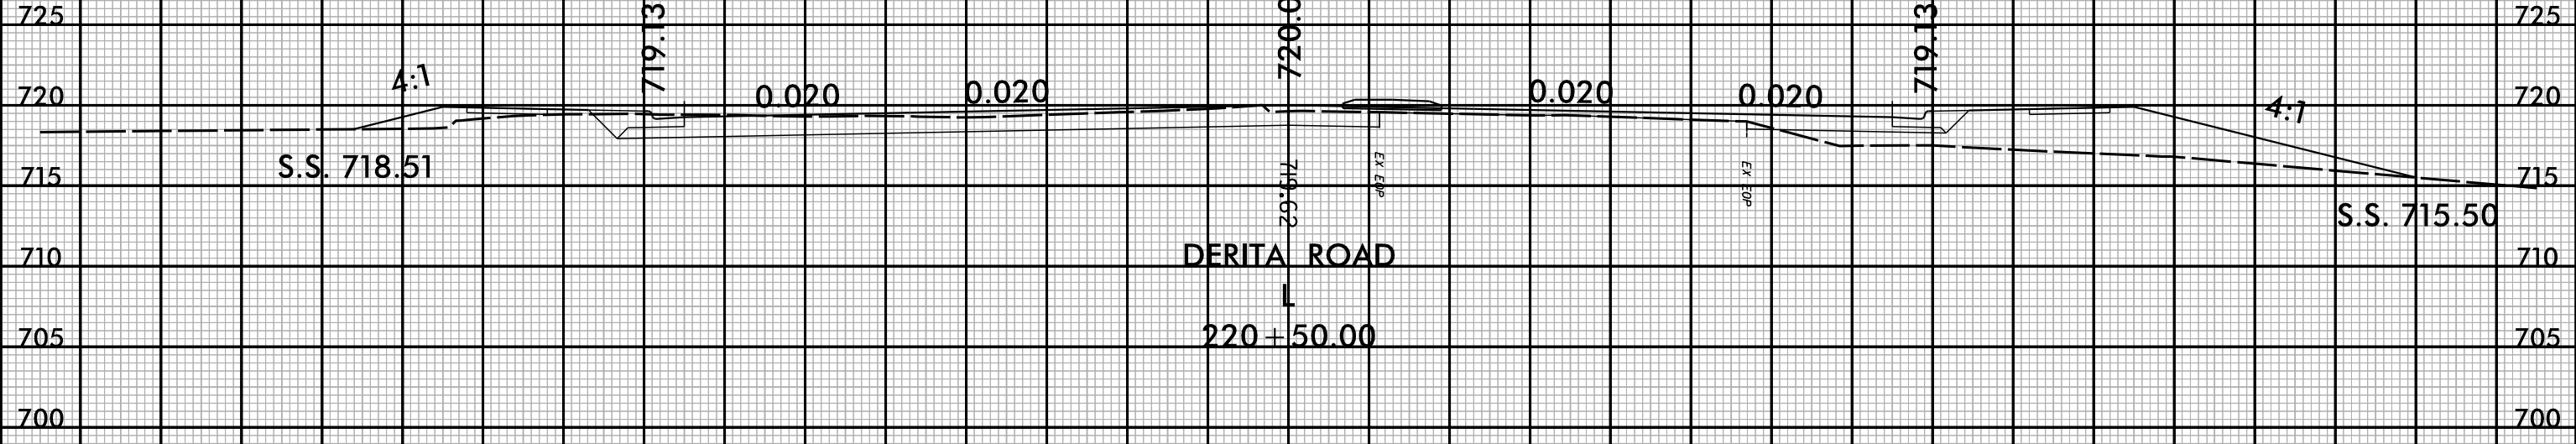 725 725
719.13 720.0 719.13
4:1 0.020 0.020 0.020 0.020 4:1
720 720
S.S. 718.51
715 715
719.62 EX EOP EX EOP
S.S. 715.50
710 DERITA ROAD 710
L
705 220+50.00 705
700 700